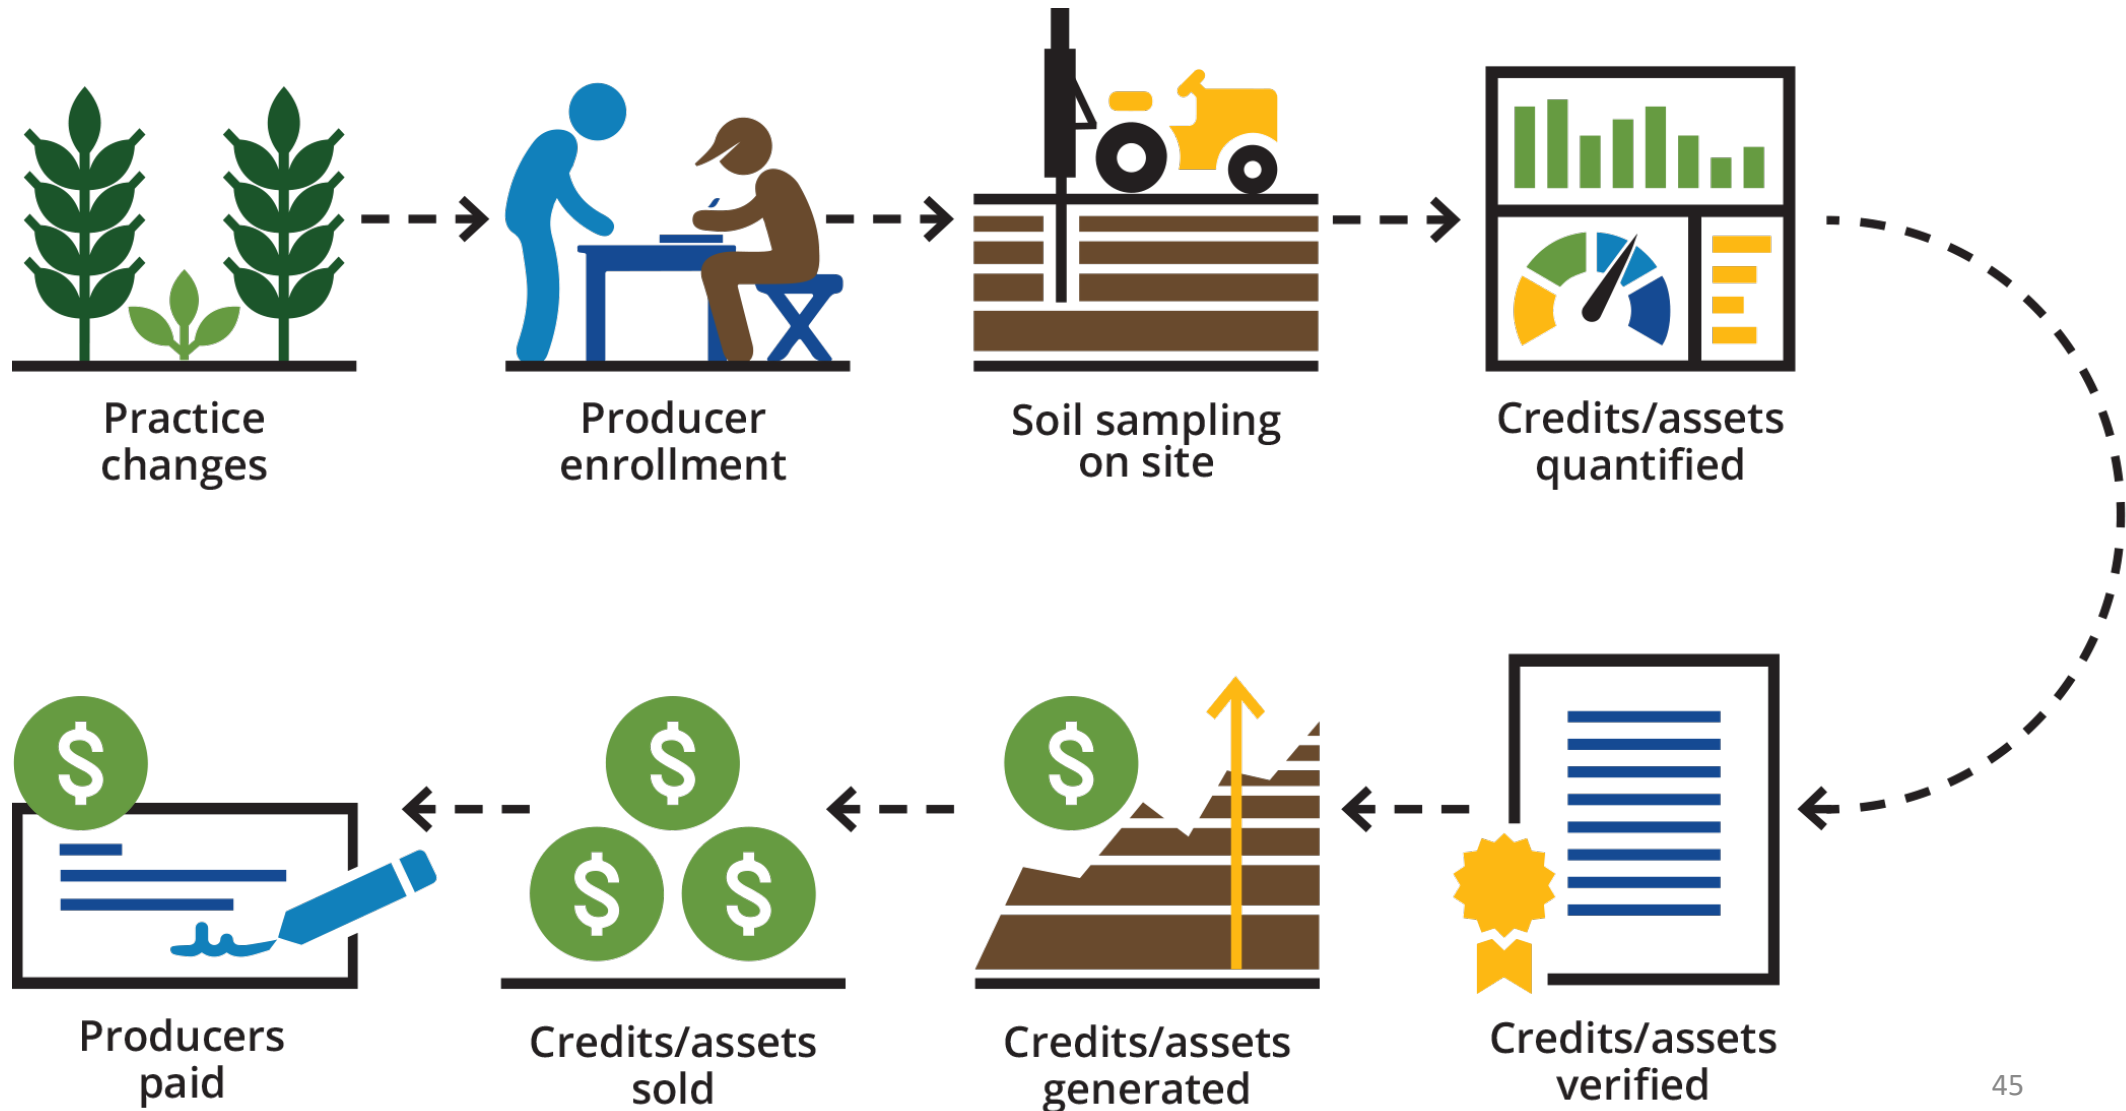 Practice
changes
Producer
enrollment
Soil sampling
on site
Credits/assets
quantified
Producers
paid
Credits/assets
sold
Credits/assets
generated
Credits/assets
verified
$
$
$
$
$
45